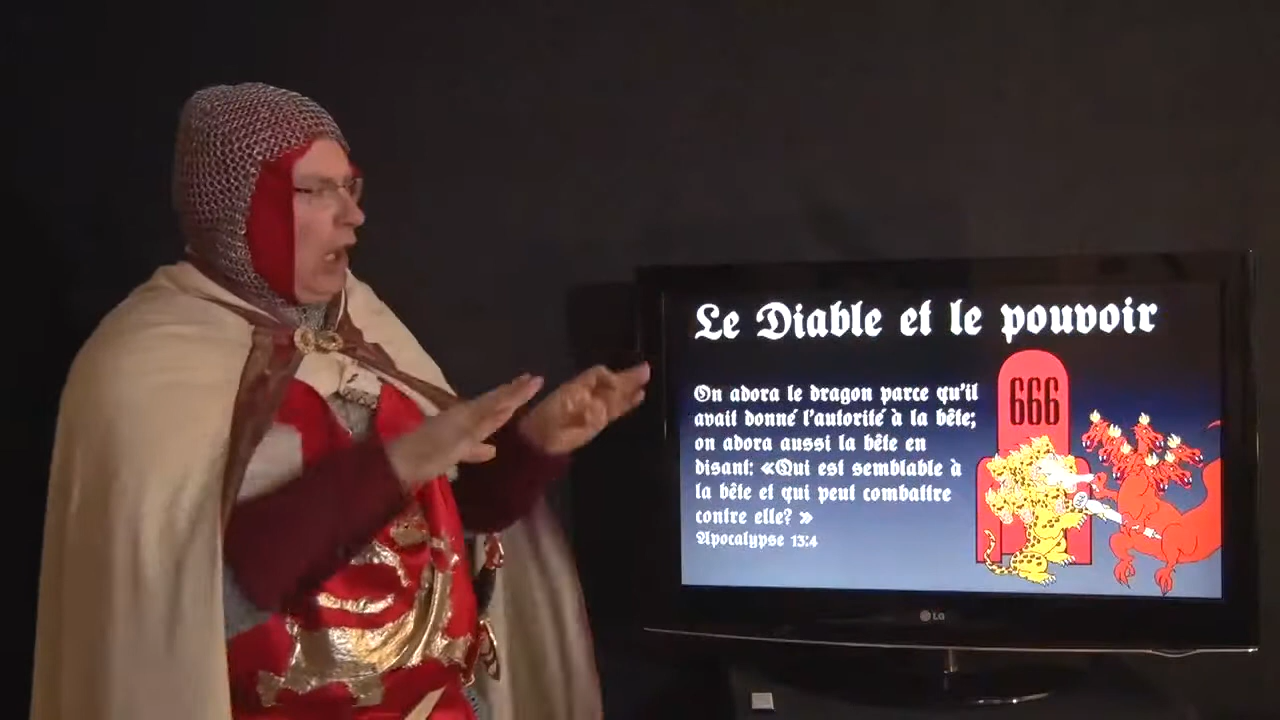 Le Diable et le pouvoir
On adora le dragon parce qu'il
avait donné l'autorité à la bête;
on adora aussi la bête en
disant: «Qui est semblable à
la bête et qui peut combattre
contre elle? »
Apocalypse 13:4
666
LG